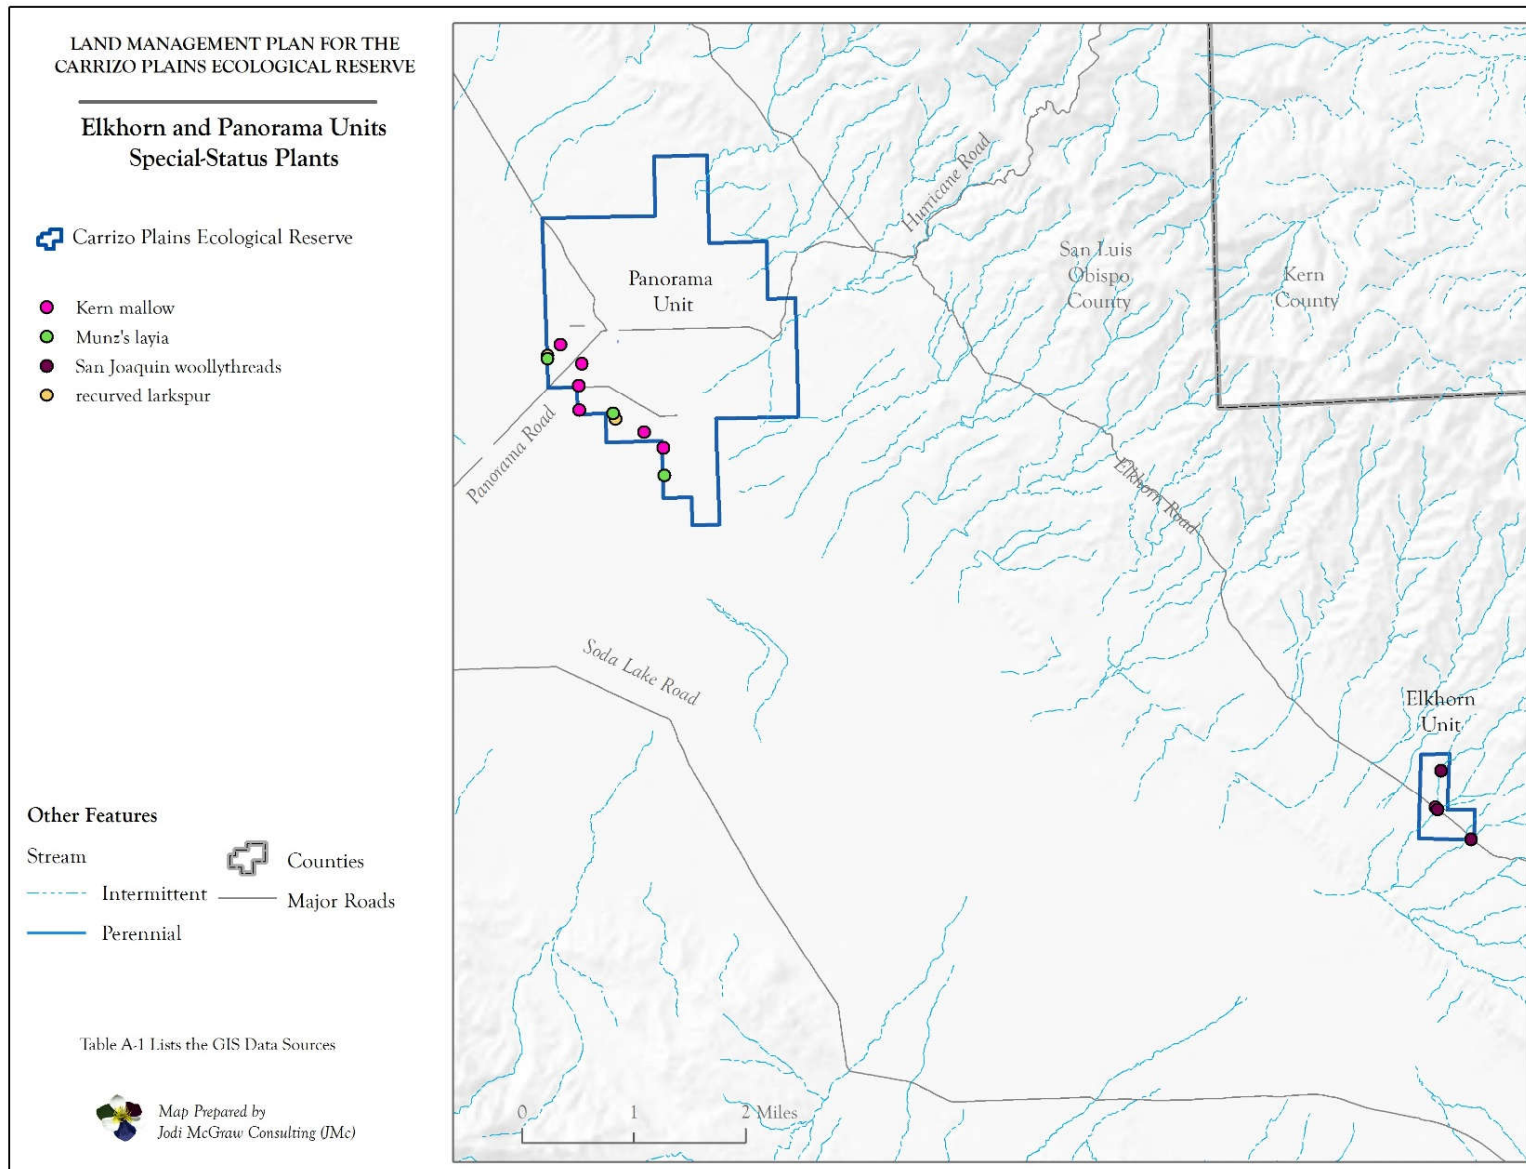 LAND MANAGEMENT PLAN FOR THE
CARRIZO PLAINS ECOLOGICAL RESERVE
Elkhorn and Panorama Units
Special-Status Plants
Carrizo Plains Ecological Reserve
Kern mallow
Munz's layia
San Joaquin woollythreads
recurved larkspur
Other Features
Stream
Intermittent
Perennial
Counties
Major Roads
Table A-1 Lists the GIS Data Sources
Map Prepared by
Jodi McGraw Consulting (JMc)
Hurricane Road
San Luis
Obispo
County
Kern
County
Panorama
Unit
Panorama Road
Elkhorn Road
Soda Lake Road
Elkhorn
Unit
0 1 2 Miles